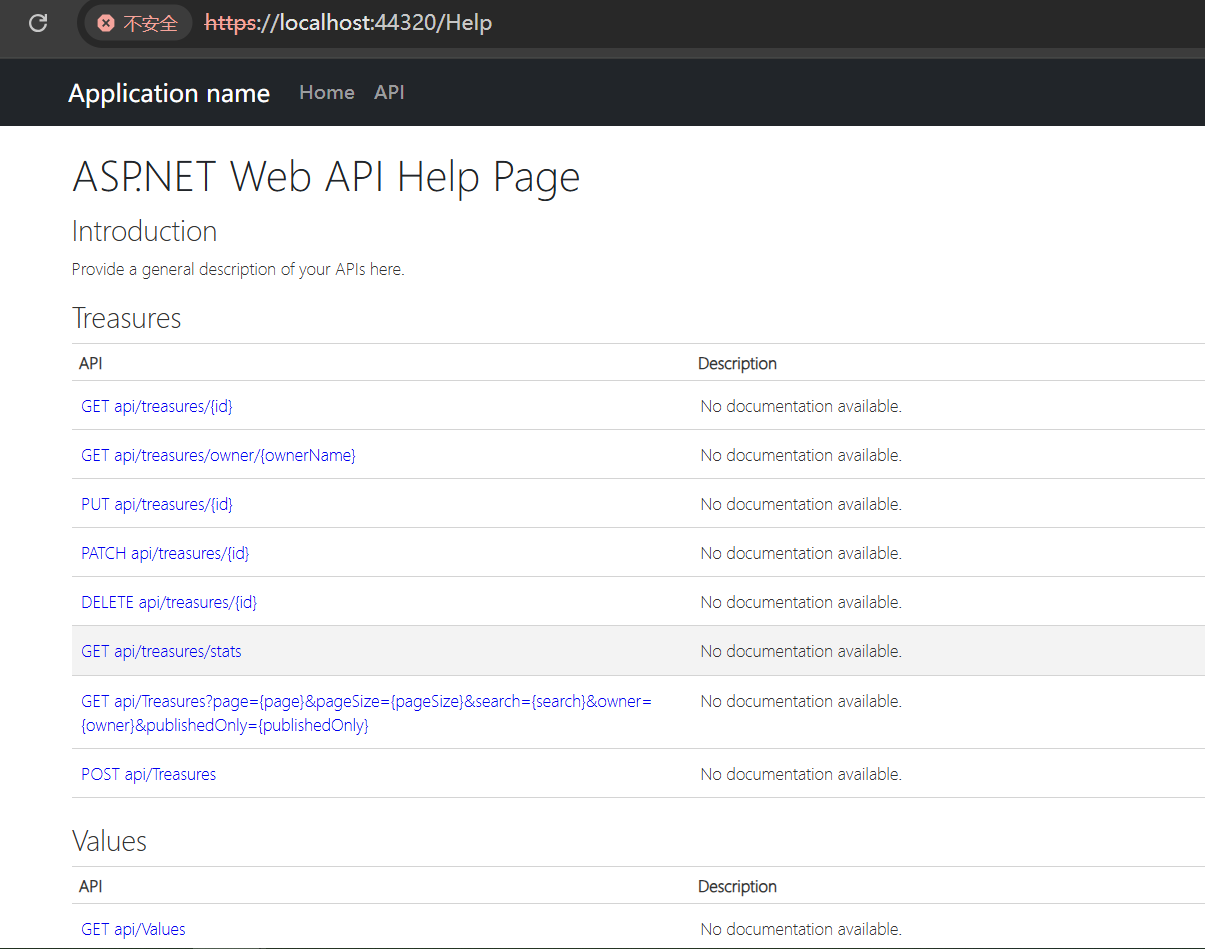 不安全 https://localhost:44320/Help
Application name Home API
ASP.NET Web API Help Page
Introduction
Provide a general description of your APIs here.
Treasures
API Description
GET api/treasures/{id} No documentation available.
GET api/treasures/owner/{ownerName} No documentation available.
PUT api/treasures/{id} No documentation available.
PATCH api/treasures/{id} No documentation available.
DELETE api/treasures/{id} No documentation available.
GET api/treasures/stats No documentation available.
GET api/Treasures?page={page}&pageSize={pageSize}&search={search}&owner= No documentation available.
{owner}&publishedOnly={publishedOnly}
POST api/Treasures No documentation available.
Values
API Description
GET api/Values No documentation available.